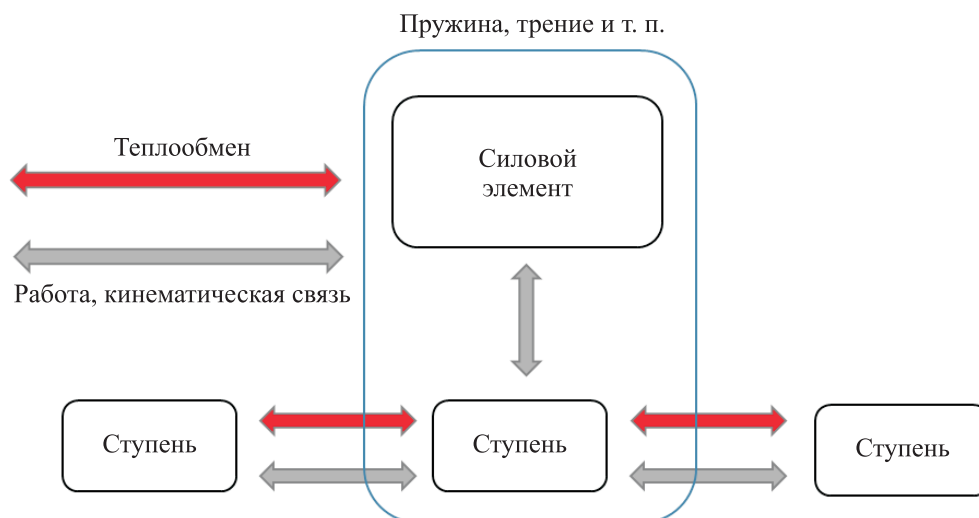 Пружина, трение и т. п.
Теплообмен
Силовой
элемент
Работа, кинематическая связь
Ступень
Ступень
Ступень